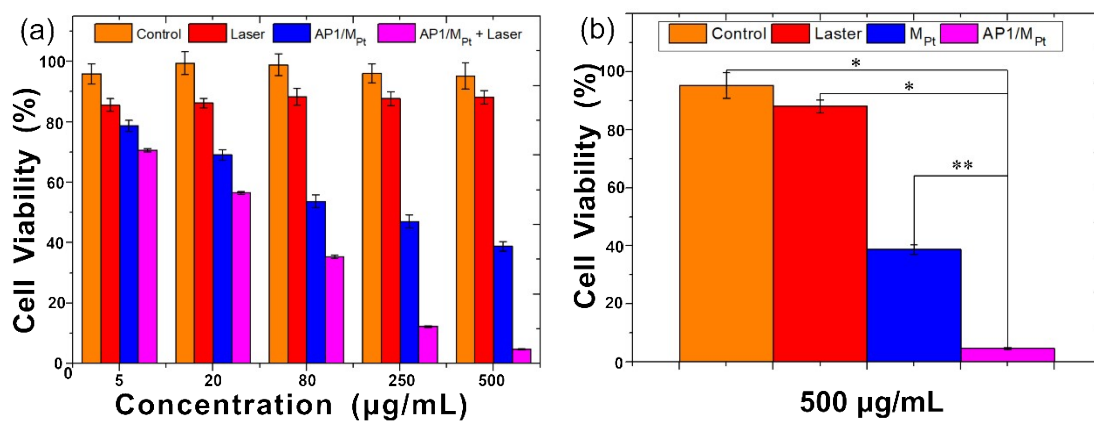 (a)
Control Laser AP1/MPt AP1/MPt + Laser
100
80
60
40
20
0
0
5 20 80 250 500
Cell Viability (%)
Concentration (µg/mL)
(b)
Control Laster MPt AP1/MPt
*
*
**
100
80
60
40
20
0
Cell Viability (%)
500 µg/mL